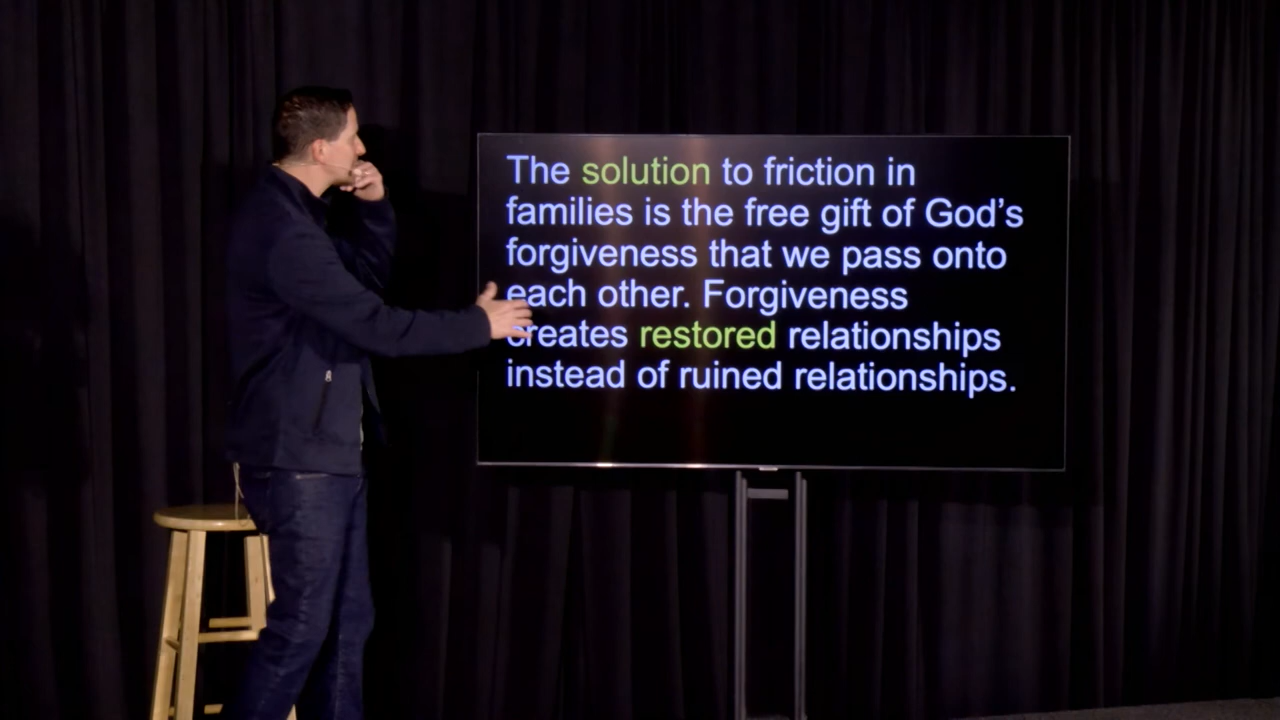 The solution to friction in
families is the free gift of God’s
forgiveness that we pass onto
each other. Forgiveness
creates restored relationships
instead of ruined relationships.